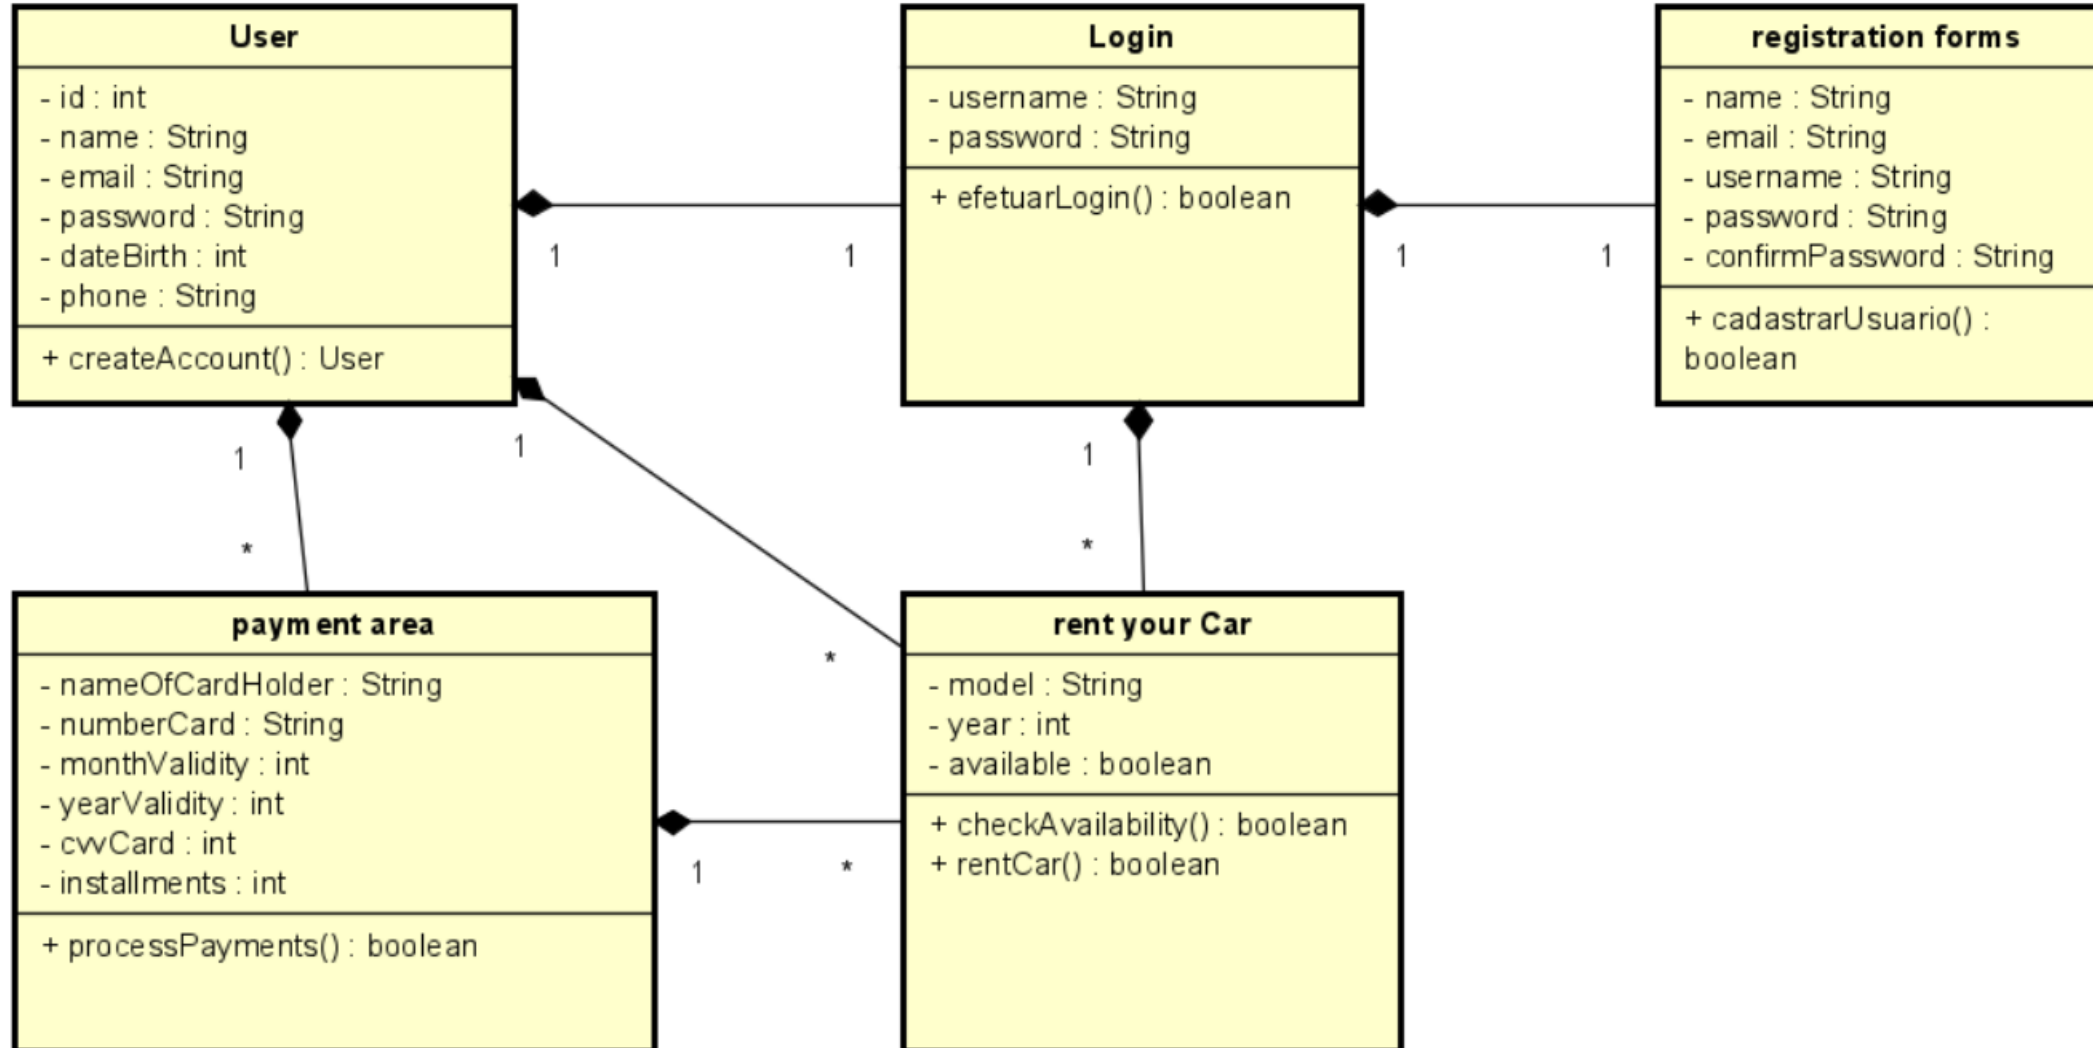 User
- id : int
- name : String
- email : String
- password : String
- dateBirth : int
- phone : String
+ createAccount() : User
Login
- username : String
- password : String
+ efetuarLogin() : boolean
registration forms
- name : String
- email : String
- username : String
- password : String
- confirmPassword : String
+ cadastrarUsuario() :
boolean
1
1
1
1
1
1
1
*
*
*
payment area
- nameOfCardHolder : String
- numberCard : String
- monthValidity : int
- yearValidity : int
- cvvCard : int
- installments : int
+ processPayments() : boolean
1
*
rent your Car
- model : String
- year : int
- available : boolean
+ checkAvailability() : boolean
+ rentCar() : boolean